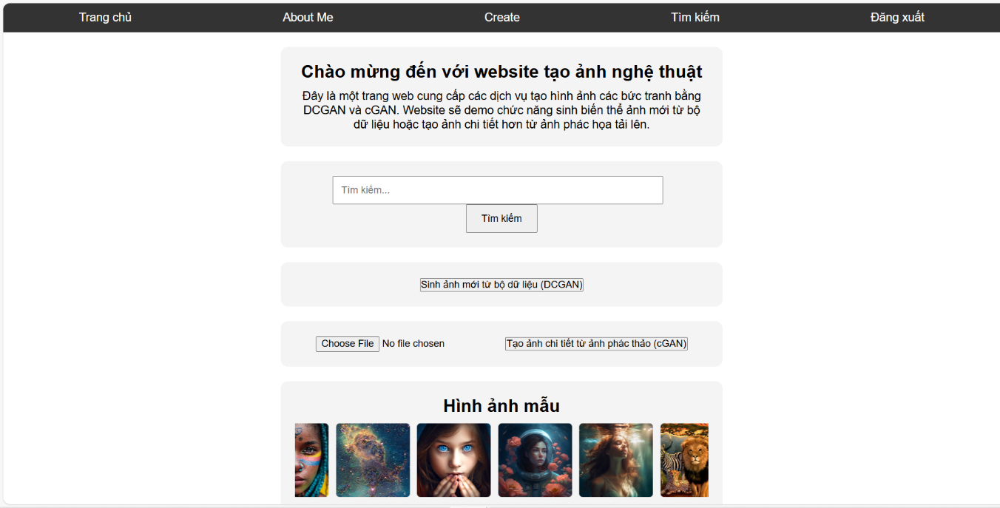 Trang chủ About Me Create Tìm kiếm Đăng xuất
Chào mừng đến với website tạo ảnh nghệ thuật
Đây là một trang web cung cấp các dịch vụ tạo hình ảnh các bức tranh bằng
DCGAN và cGAN. Website sẽ demo chức năng sinh biến thể ảnh mới từ bộ
dữ liệu hoặc tạo ảnh chi tiết hơn từ ảnh phác họa tải lên.
Tìm kiếm...
Tìm kiếm
Sinh ảnh mới từ bộ dữ liệu (DCGAN)
Choose File No file chosen Tạo ảnh chi tiết từ ảnh phác thảo (cGAN)
Hình ảnh mẫu